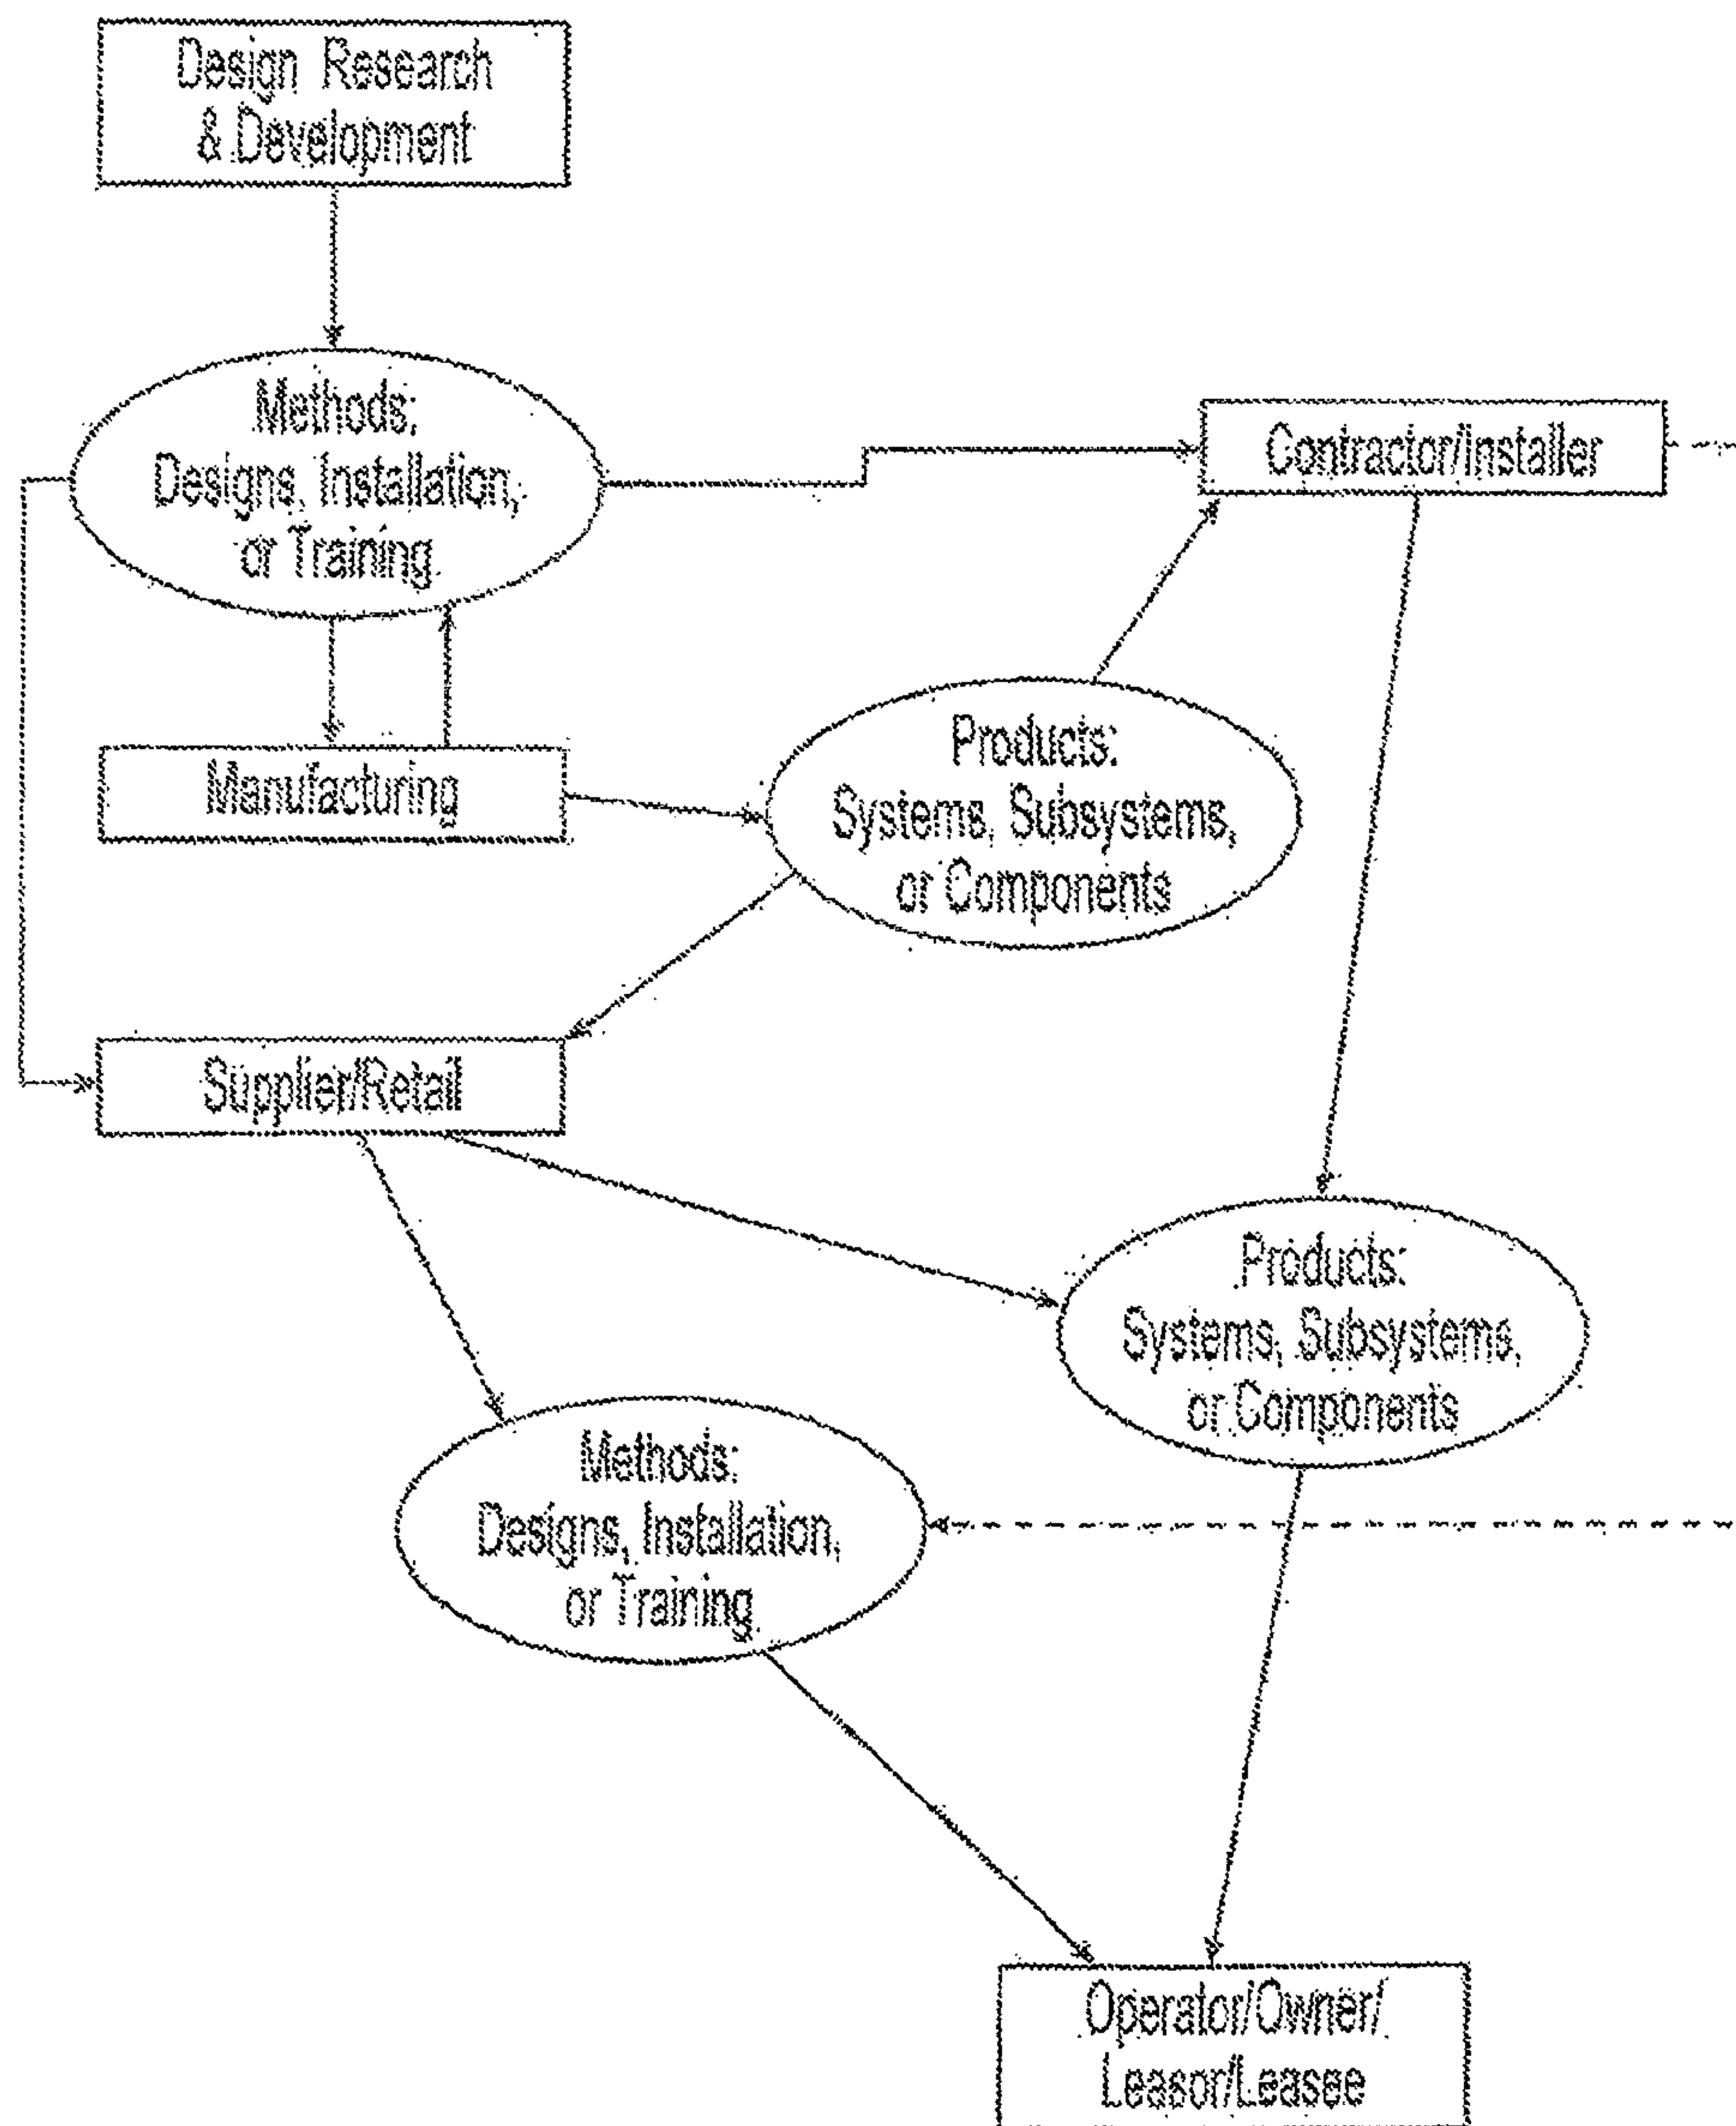 Design Research
& Development
Methods:
Designs, Installation,
or Training
Contractor/Installer
Manufacturing
Products:
Systems, Subsystems,
or Components
Supplier/Retail
Products:
Systems, Subsystems,
or Components
Methods:
Designs, Installation,
or Training
Operator/Owner/
Leasor/Leasee